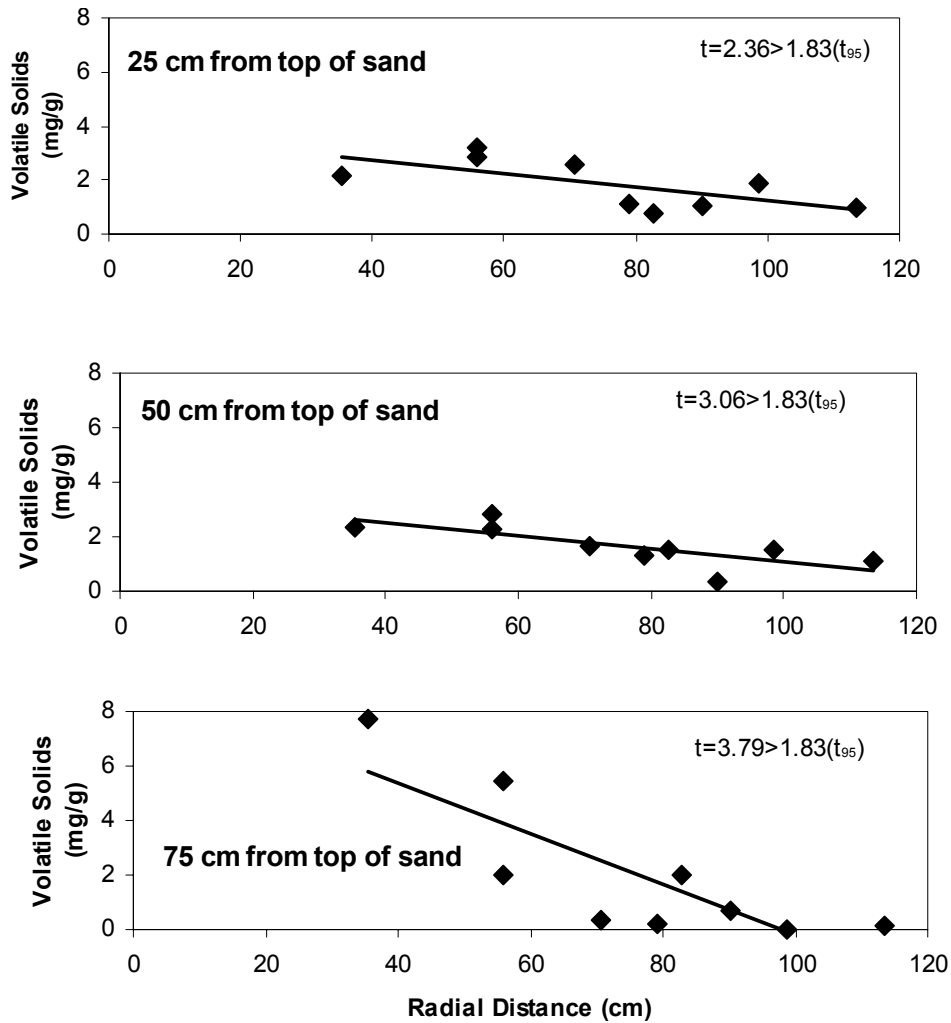 8
25 cm from top of sand
t=2.36>1.83(t₉₅)
6
4
2
0
Volatile Solids
(mg/g)
0 20 40 60 80 100 120
8
50 cm from top of sand
t=3.06>1.83(t₉₅)
6
4
2
0
Volatile Solids
(mg/g)
0 20 40 60 80 100 120
8
t=3.79>1.83(t₉₅)
6
4
75 cm from top of sand
2
0
Volatile Solids
(mg/g)
0 20 40 60 80 100 120
Radial Distance (cm)